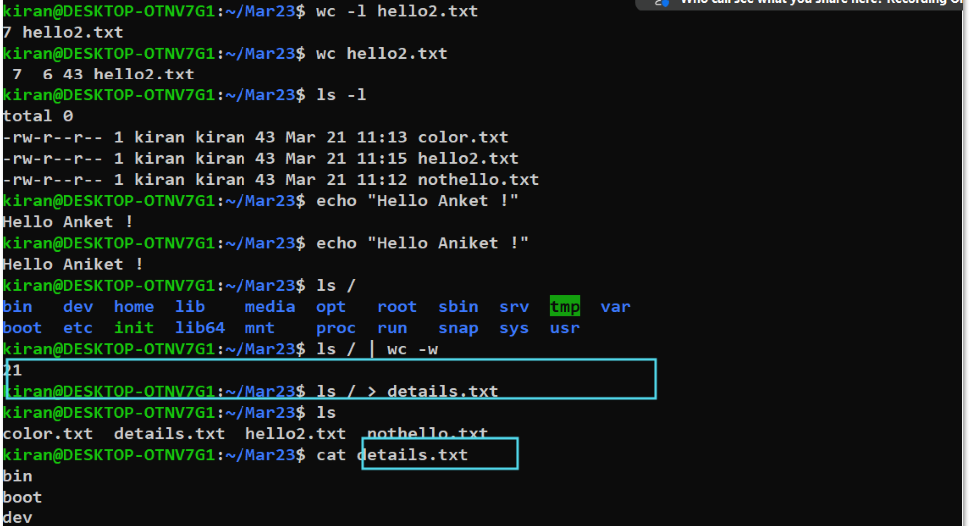 Who can see what you share here? Recording O
kiran@DESKTOP-OTNV7G1:~/Mar23$ wc -l hello2.txt
7 hello2.txt
kiran@DESKTOP-OTNV7G1:~/Mar23$ wc hello2.txt
 7  6 43 hello2.txt
kiran@DESKTOP-OTNV7G1:~/Mar23$ ls -l
total 0
-rw-r--r-- 1 kiran kiran 43 Mar 21 11:13 color.txt
-rw-r--r-- 1 kiran kiran 43 Mar 21 11:15 hello2.txt
-rw-r--r-- 1 kiran kiran 43 Mar 21 11:12 nothello.txt
kiran@DESKTOP-OTNV7G1:~/Mar23$ echo "Hello Anket !"
Hello Anket !
kiran@DESKTOP-OTNV7G1:~/Mar23$ echo "Hello Aniket !"
Hello Aniket !
kiran@DESKTOP-OTNV7G1:~/Mar23$ ls /
bin   dev  home  lib    media  opt   root  sbin  srv  tmp  var
boot  etc  init  lib64  mnt    proc  run   snap  sys  usr
kiran@DESKTOP-OTNV7G1:~/Mar23$ ls / | wc -w
21
kiran@DESKTOP-OTNV7G1:~/Mar23$ ls / > details.txt
kiran@DESKTOP-OTNV7G1:~/Mar23$ ls
color.txt  details.txt  hello2.txt  nothello.txt
kiran@DESKTOP-OTNV7G1:~/Mar23$ cat details.txt
bin
boot
dev